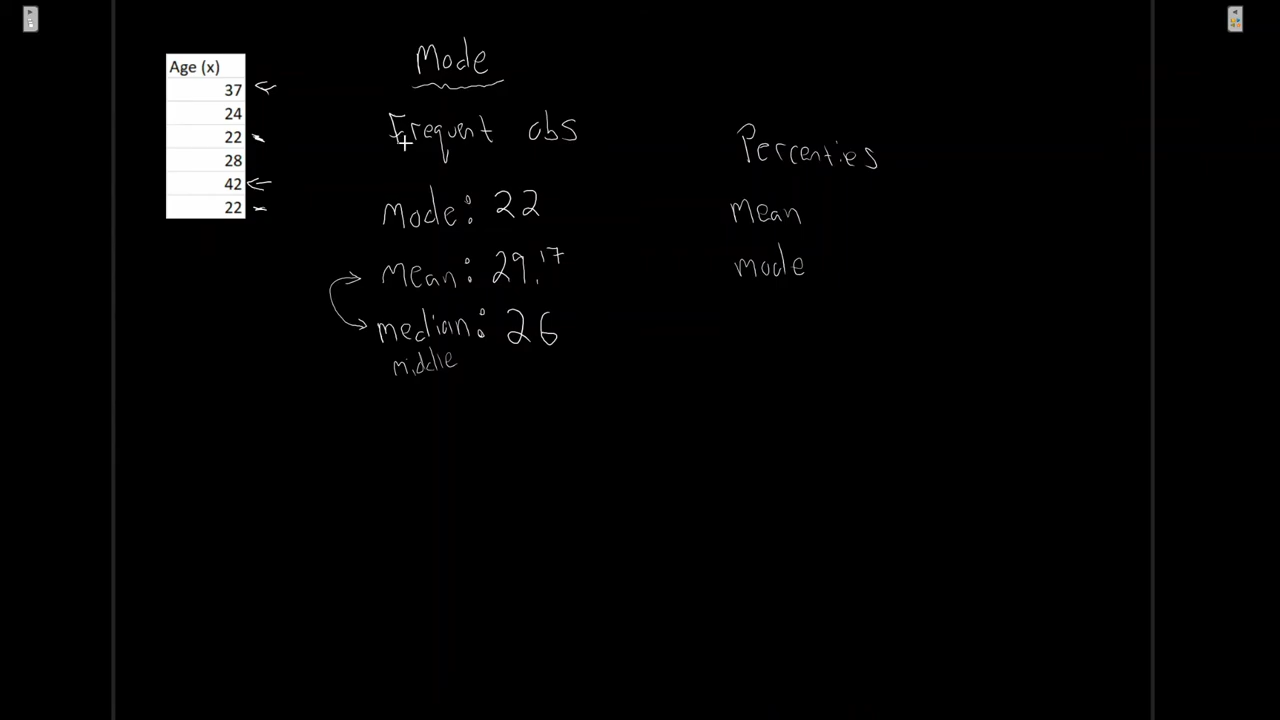 Age (x)
37
24
22
28
42
22
Mode
Frequent obs
Mode: 22
mean: 29.17
median: 26
middle
Percenties
Mean
mode